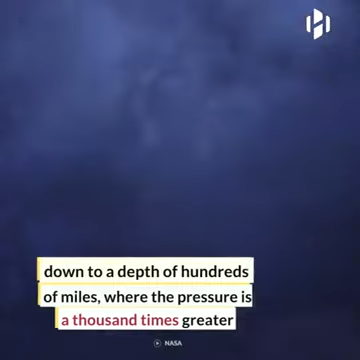 down to a depth of hundreds
of miles, where the pressure is
a thousand times greater
NASA